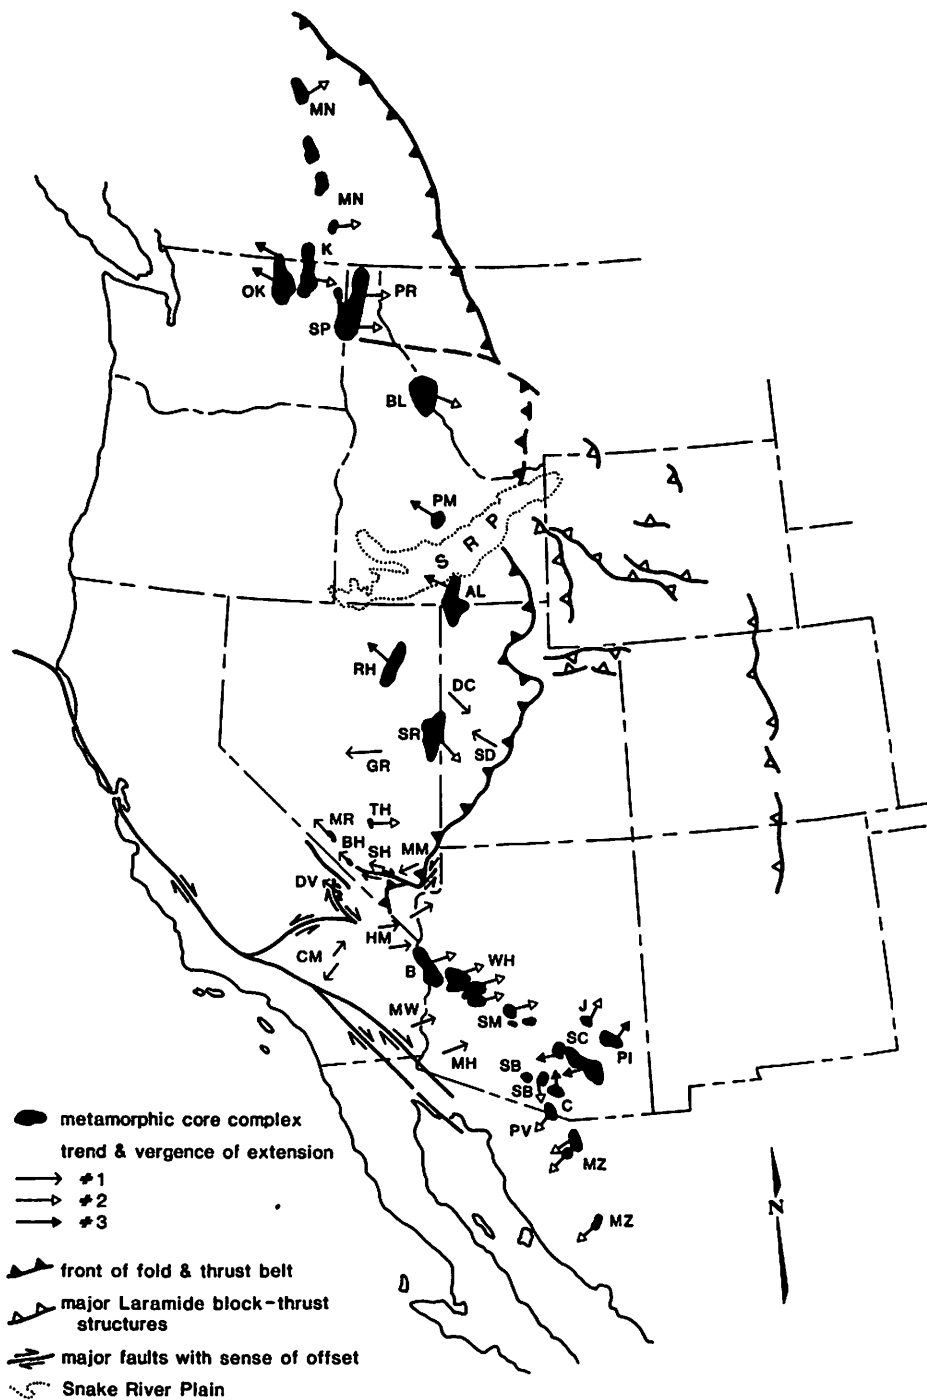 MN
MN
K
OK
PR
SP
BL
PM
S R P
AL
RH
DC
SR
SD
GR
TH
MR
BH
SH
MM
DV
HM
CM
B
WH
MW
SM
J
SC
PI
MH
SB
SB
C
PV
MZ
MZ
N
metamorphic core complex
trend & vergence of extension
#1
#2
#3
front of fold & thrust belt
major Laramide block-thrust
structures
major faults with sense of offset
Snake River Plain